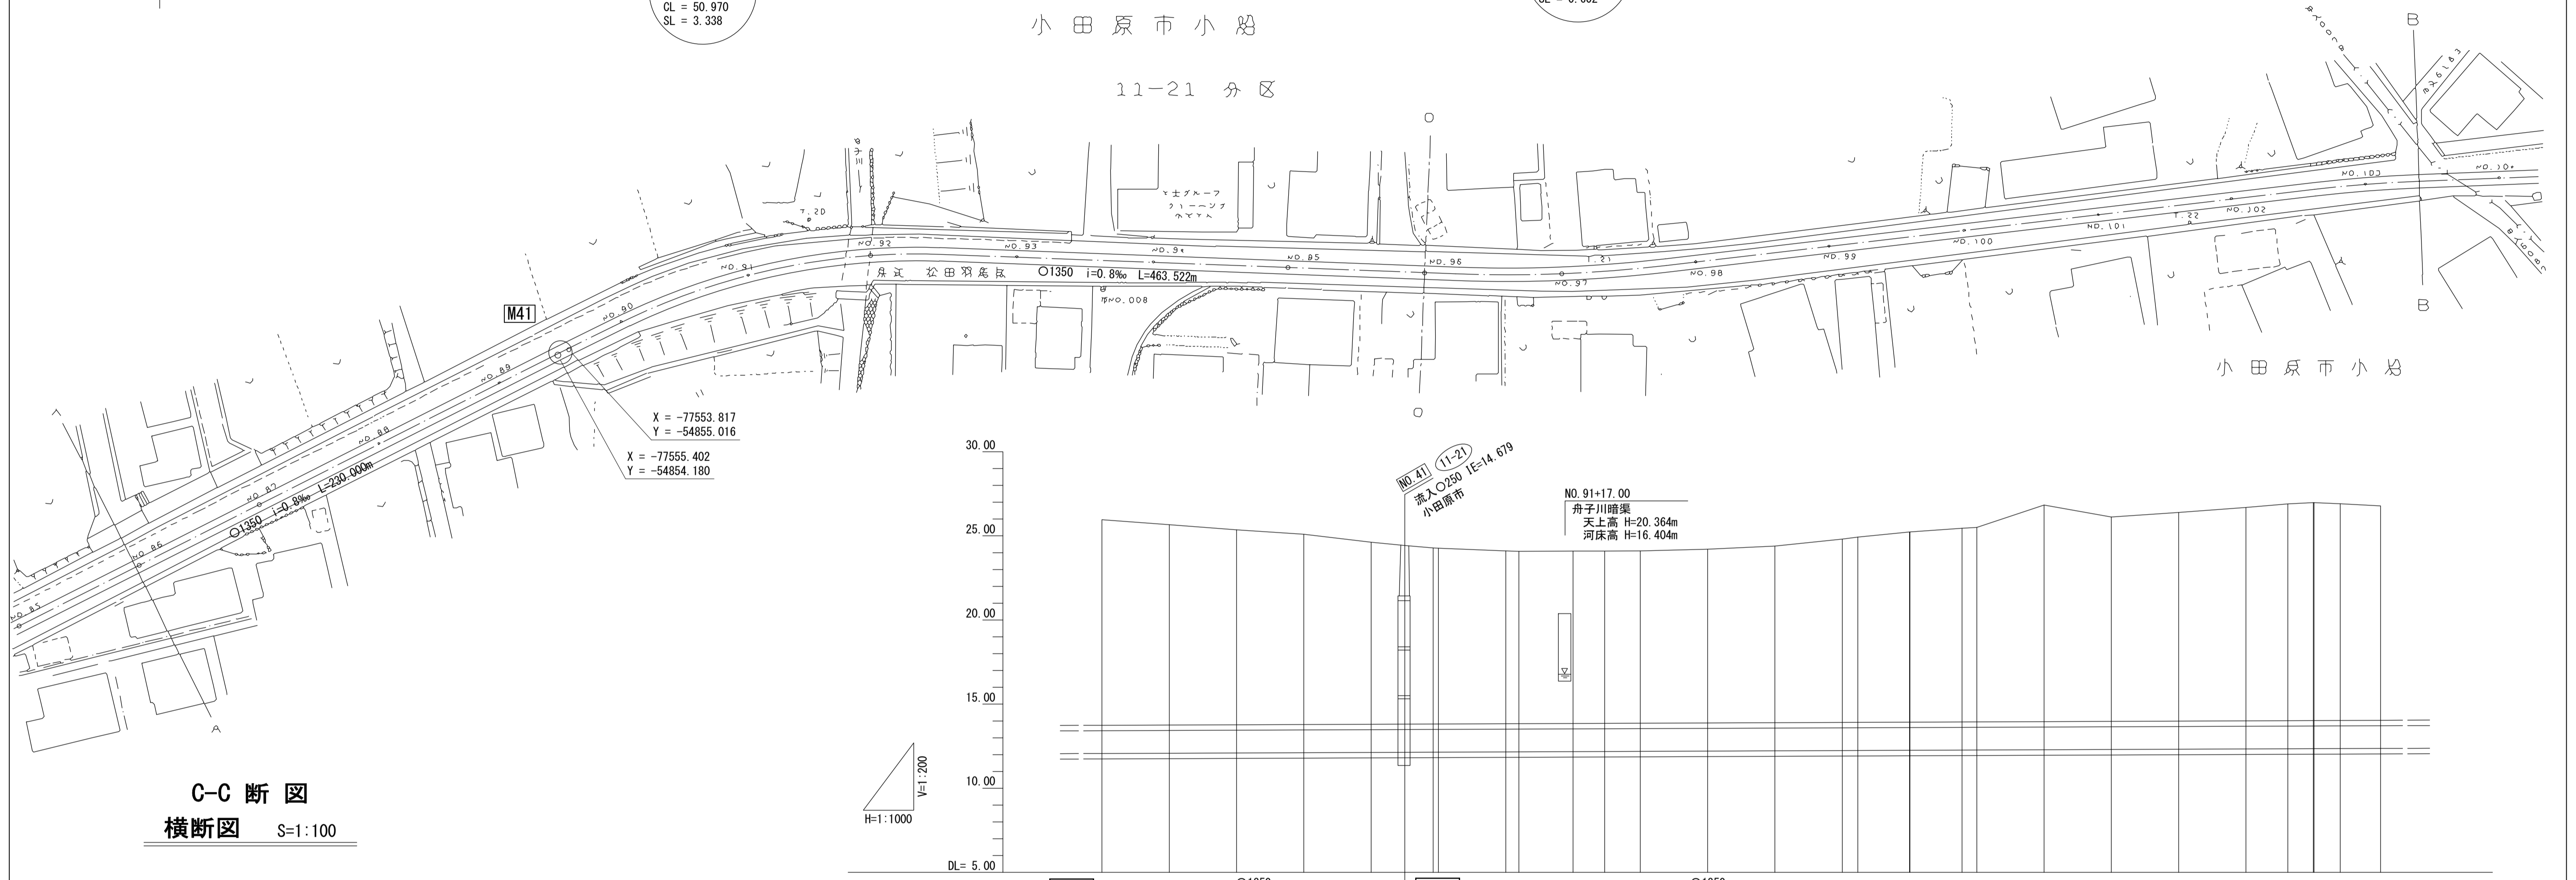 CL = 50.970
SL = 3.338
小田原市小船
11-21 分区
B
T.20
NO.92
NO.93
NO.95
NO.96
NO.97
T.21
NO.98
NO.99
NO.100
NO.101
T.22
NO.102
NO.103
NO.91
NO.90
NO.89
NO.88
NO.87
NO.86
NO.85
○1350 i=0.8‰ L=463.522m
M41
○1350 i=0.8‰ L=230.000m
X = -77553.817
Y = -54855.016
X = -77555.402
Y = -54854.180
B
小田原市小船
A
A
30.00
25.00
20.00
15.00
10.00
DL= 5.00
NO.41 11-21
流入○250 IE=14.679
小田原市
NO.91+17.00
舟子川暗渠
天上高 H=20.364m
河床高 H=16.404m
V=1:200
H=1:1000
C-C 断 図
横断図 S=1:100